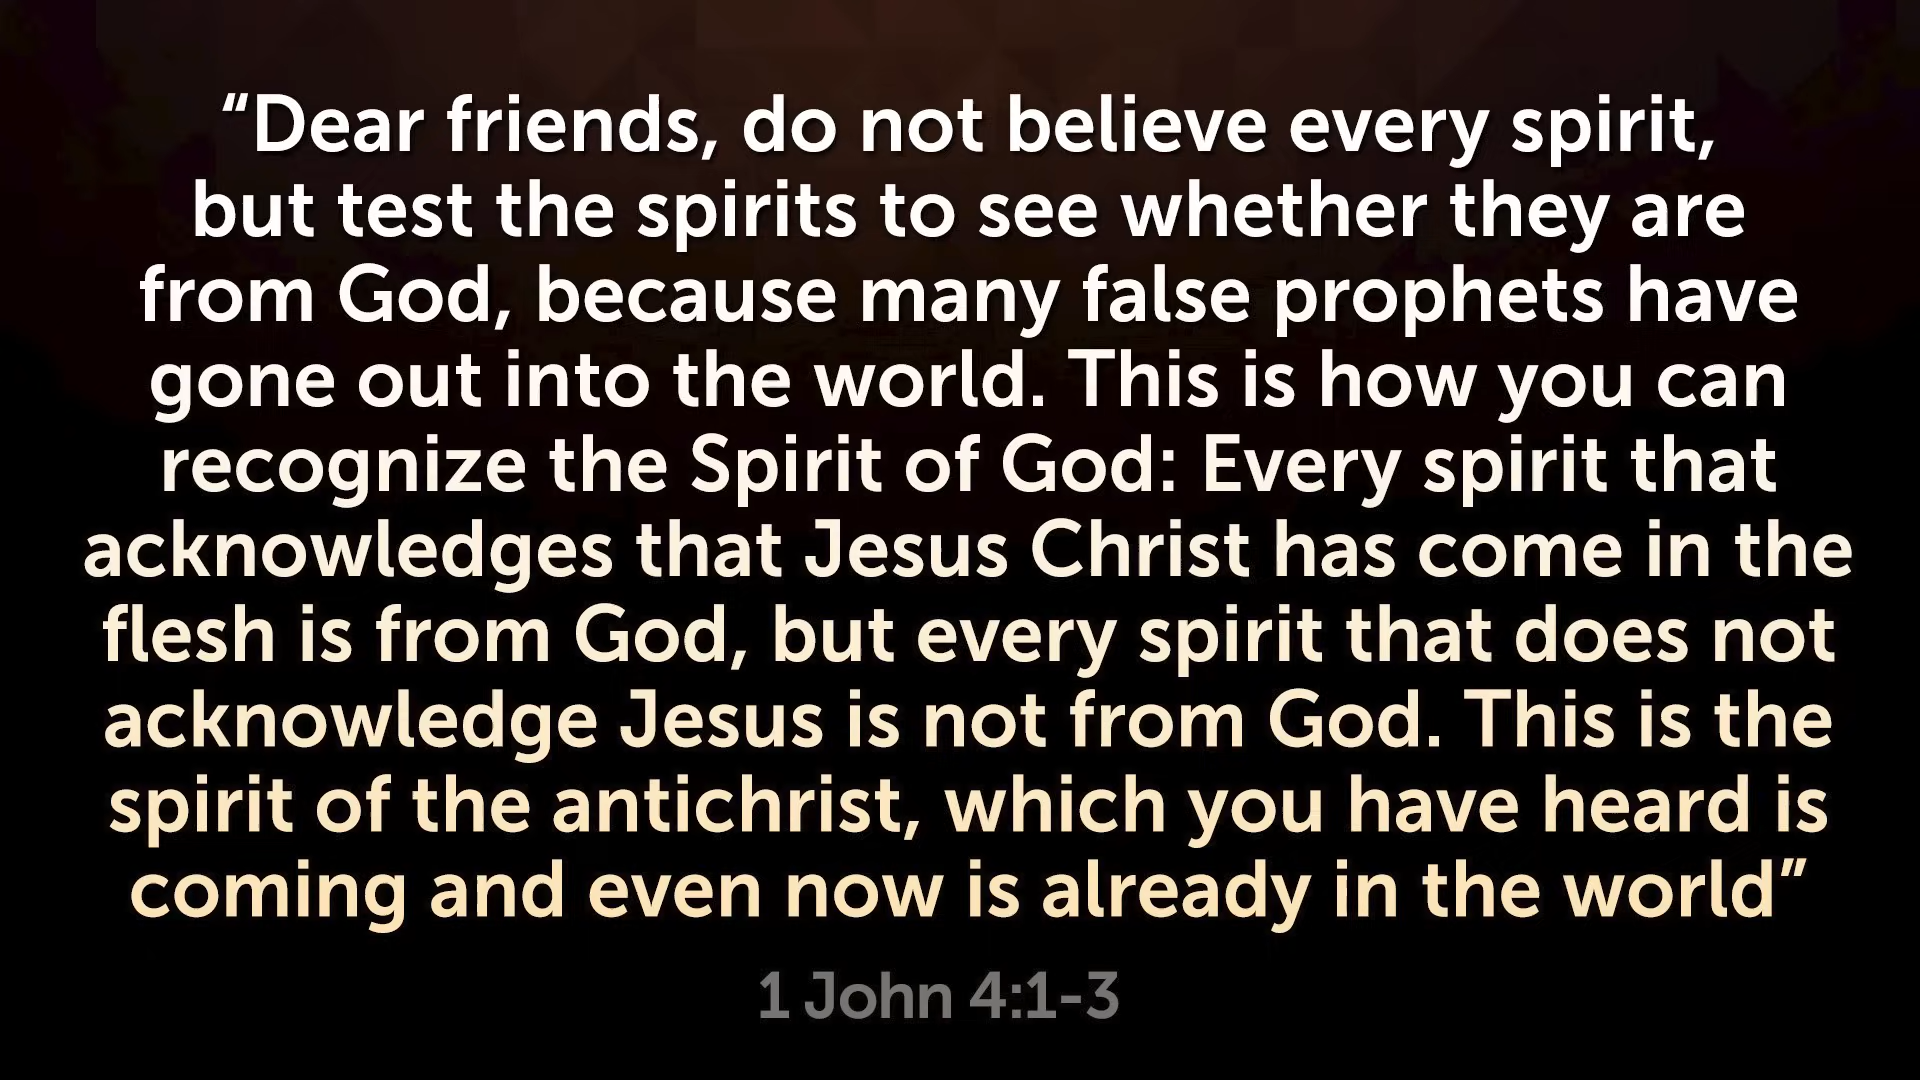 “Dear friends, do not believe every spirit,
but test the spirits to see whether they are
from God, because many false prophets have
gone out into the world. This is how you can
recognize the Spirit of God: Every spirit that
acknowledges that Jesus Christ has come in the
flesh is from God, but every spirit that does not
acknowledge Jesus is not from God. This is the
spirit of the antichrist, which you have heard is
coming and even now is already in the world”
1 John 4:1-3